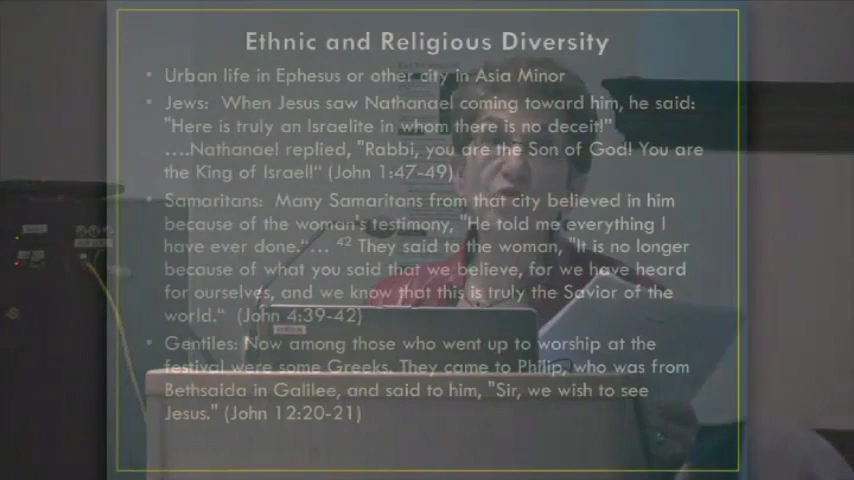 Ethnic and Religious Diversity
• Urban life in Ephesus or other city in Asia Minor
• Jews: When Jesus saw Nathanael coming toward him, he said:
"Here is truly an Israelite in whom there is no deceit!"
….Nathanael replied, "Rabbi, you are the Son of God! You are
the King of Israel!" (John 1:47-49)
• Samaritans: Many Samaritans from that city believed in him
because of the woman's testimony, "He told me everything I
have ever done."… 42 They said to the woman, "It is no longer
because of what you said that we believe, for we have heard
for ourselves, and we know that this is truly the Savior of the
world." (John 4:39-42)
• Gentiles: Now among those who went up to worship at the
festival were some Greeks. They came to Philip, who was from
Bethsaida in Galilee, and said to him, "Sir, we wish to see
Jesus." (John 12:20-21)